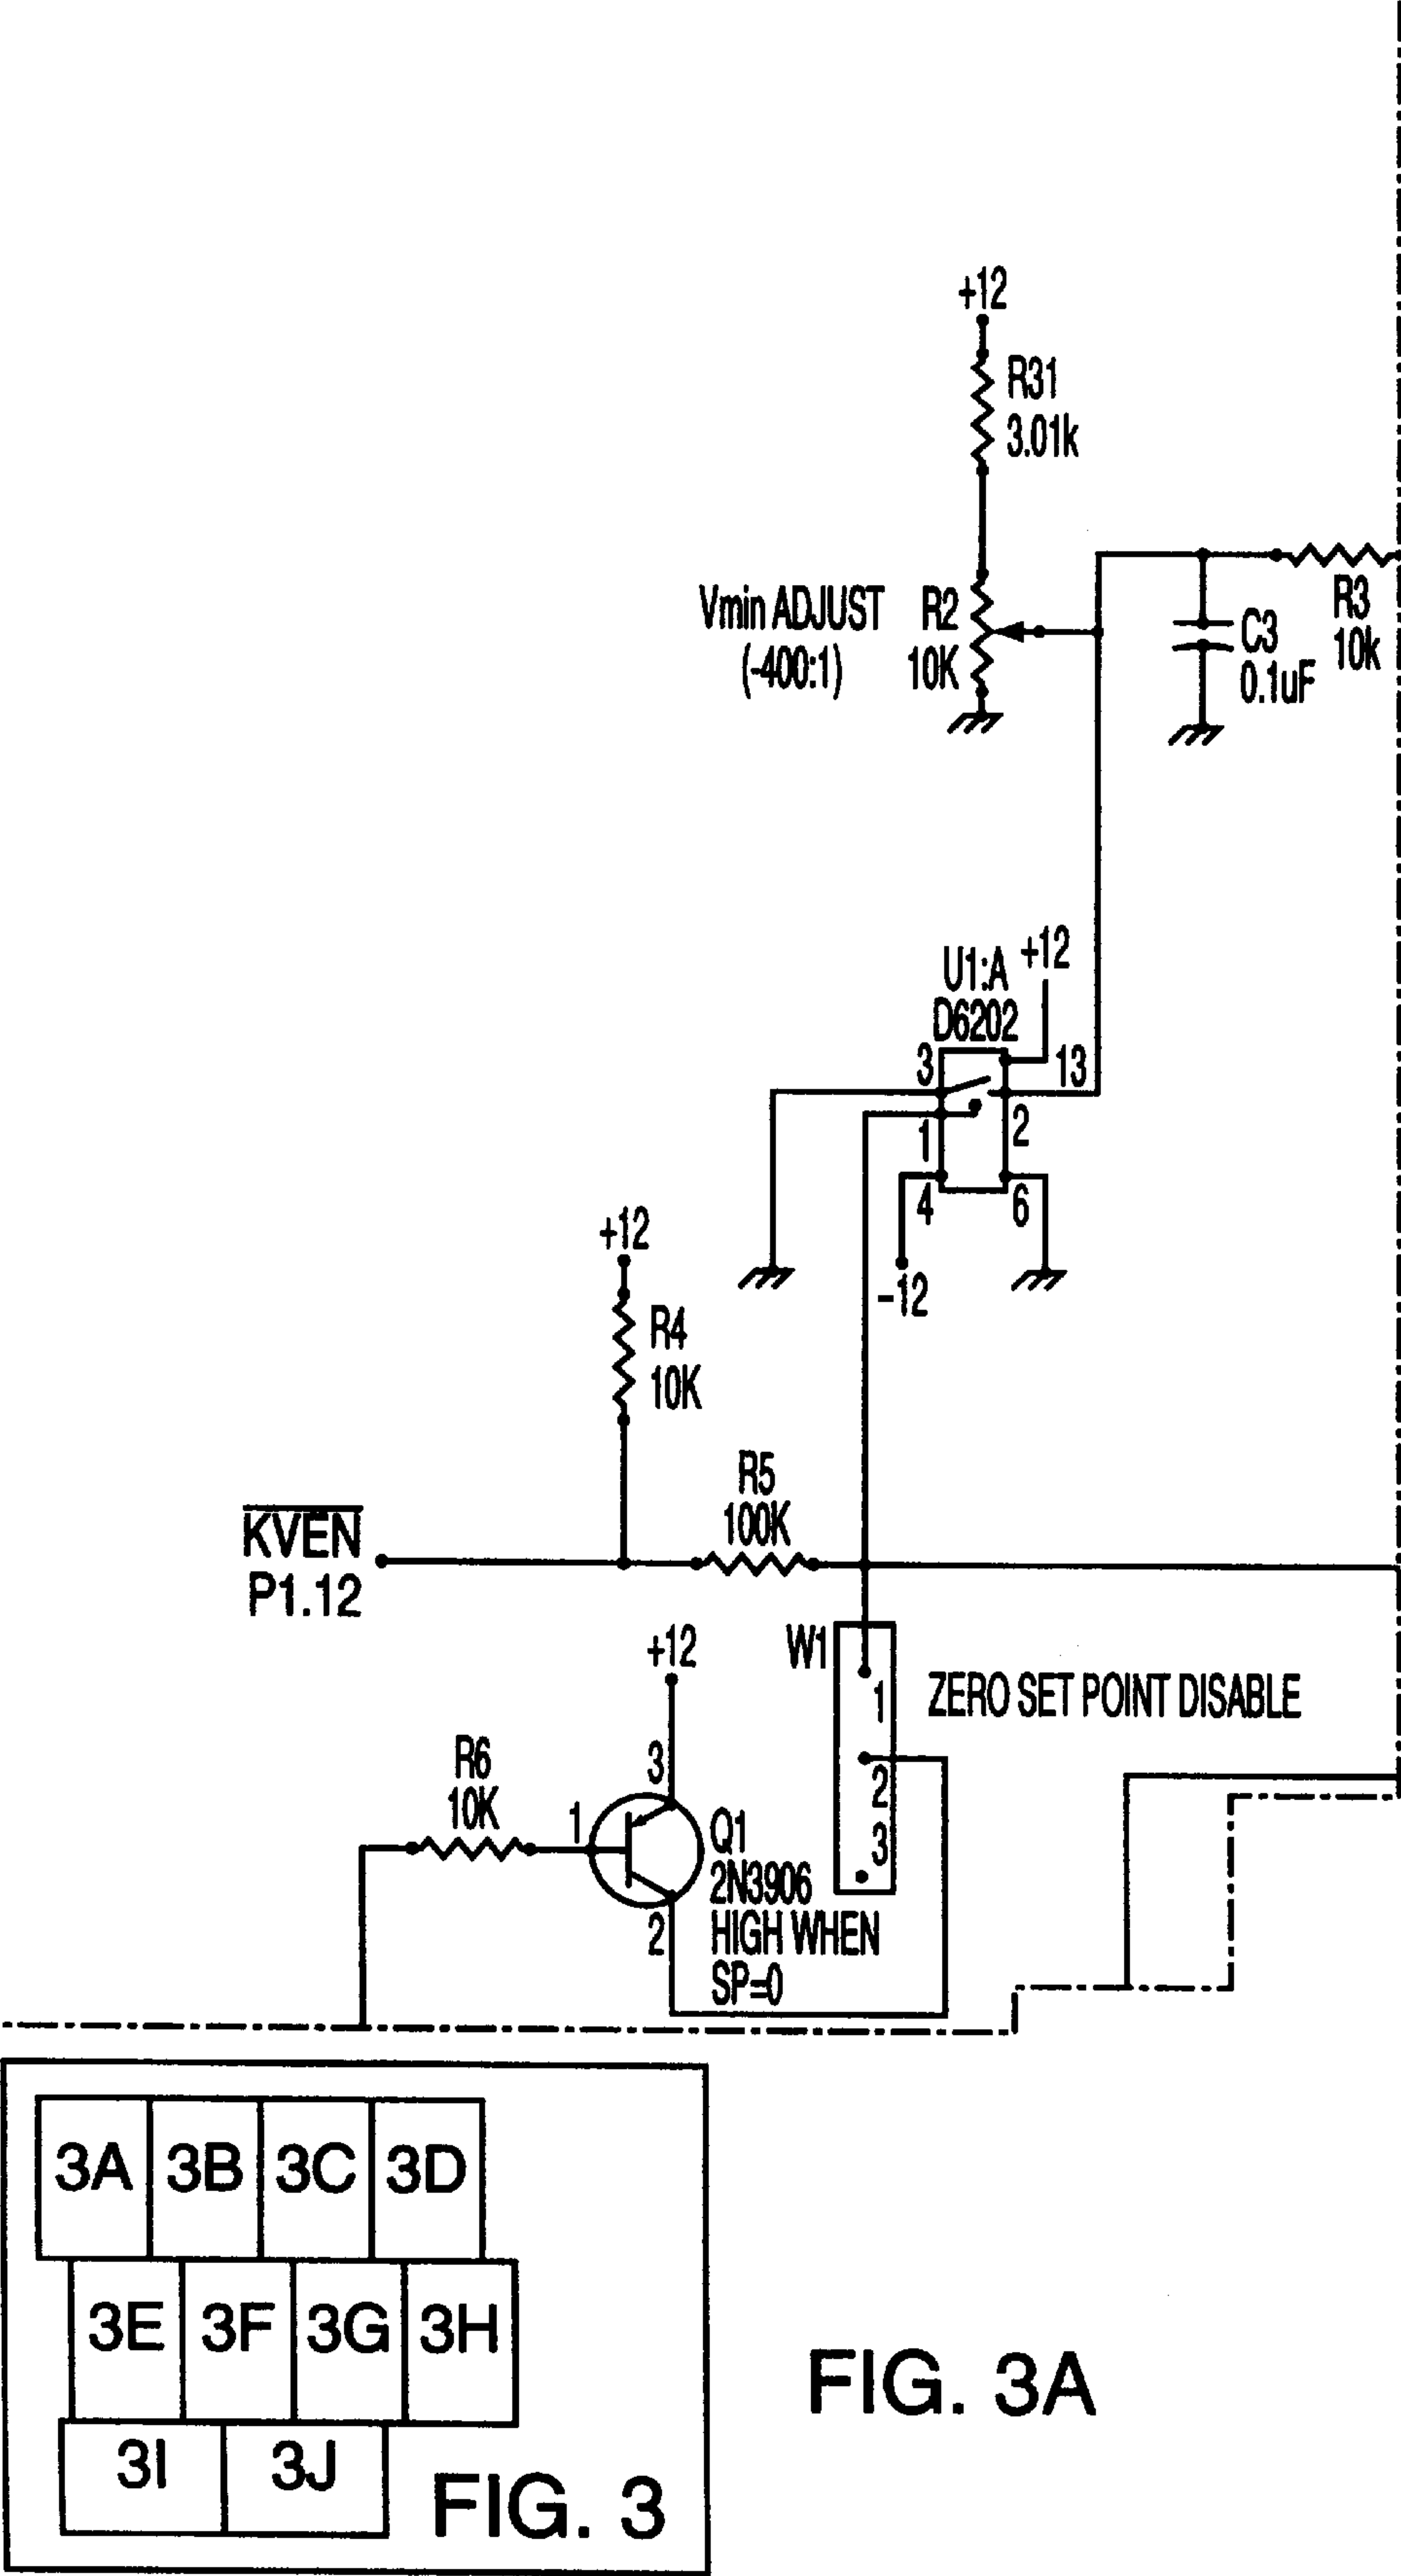 +12
R31
3.01k
Vmin ADJUST
(-400:1)
R2
10K
C3
0.1uF
R3
10k
U1:A
D6202
+12
3
13
1
2
4
6
-12
+12
R4
10K
R5
100K
KVEN
P1.12
W1
1
2
3
ZERO SET POINT DISABLE
+12
R6
10K
3
1
2
Q1
2N3906
HIGH WHEN
SP=0
3A 3B 3C 3D
3E 3F 3G 3H
3I 3J
FIG. 3
FIG. 3A